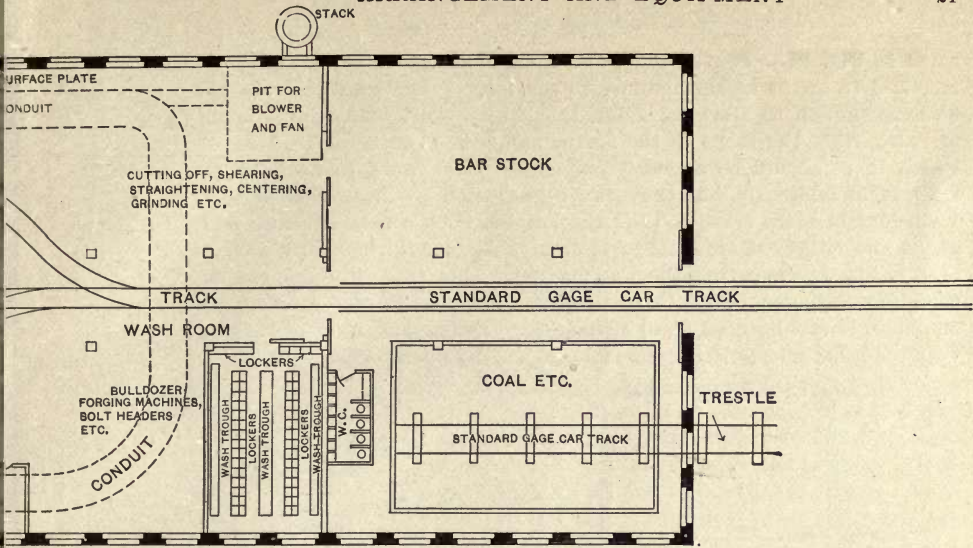 STACK
URFACE PLATE
ONDUIT
PIT FOR
BLOWER
AND FAN
BAR STOCK
CUTTING OFF, SHEARING,
STRAIGHTENING, CENTERING,
GRINDING ETC.
TRACK
STANDARD GAGE CAR TRACK
WASH ROOM
LOCKERS
BULLDOZER
FORGING MACHINES,
BOLT HEADERS
ETC.
CONDUIT
WASH TROUGH
LOCKERS
WASH TROUGH
LOCKERS
WASH TROUGH
W.C.
COAL ETC.
STANDARD GAGE CAR TRACK
TRESTLE